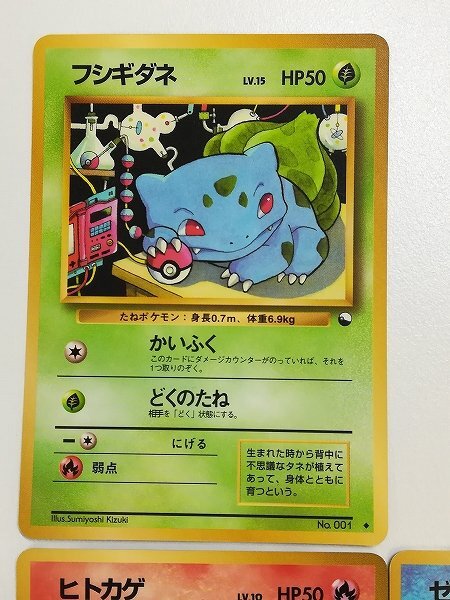 フシギダネ LV.15 HP50
たねポケモン：身長0.7m、体重6.9kg
かいふく
このカードにダメージカウンターがのっていれば、それを
1つ取りのぞく。
どくのたね
相手を「どく」状態にする。
にげる
弱点
生まれた時から背中に
不思議なタネが植えて
あって、身体とともに
育つという。
Illus.Sumiyoshi Kizuki
No. 001
ヒトカゲ LV.10 HP50
ゼ